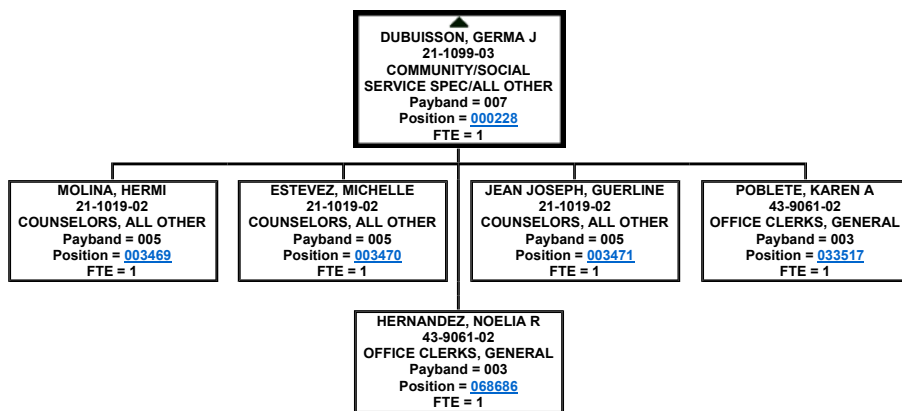 DUBUISSON, GERMA J
21-1099-03
COMMUNITY/SOCIAL
SERVICE SPEC/ALL OTHER
Payband = 007
Position = 000228
FTE = 1
MOLINA, HERMI
21-1019-02
COUNSELORS, ALL OTHER
Payband = 005
Position = 003469
FTE = 1
ESTEVEZ, MICHELLE
21-1019-02
COUNSELORS, ALL OTHER
Payband = 005
Position = 003470
FTE = 1
JEAN JOSEPH, GUERLINE
21-1019-02
COUNSELORS, ALL OTHER
Payband = 005
Position = 003471
FTE = 1
POBLETE, KAREN A
43-9061-02
OFFICE CLERKS, GENERAL
Payband = 003
Position = 033517
FTE = 1
HERNANDEZ, NOELIA R
43-9061-02
OFFICE CLERKS, GENERAL
Payband = 003
Position = 068686
FTE = 1